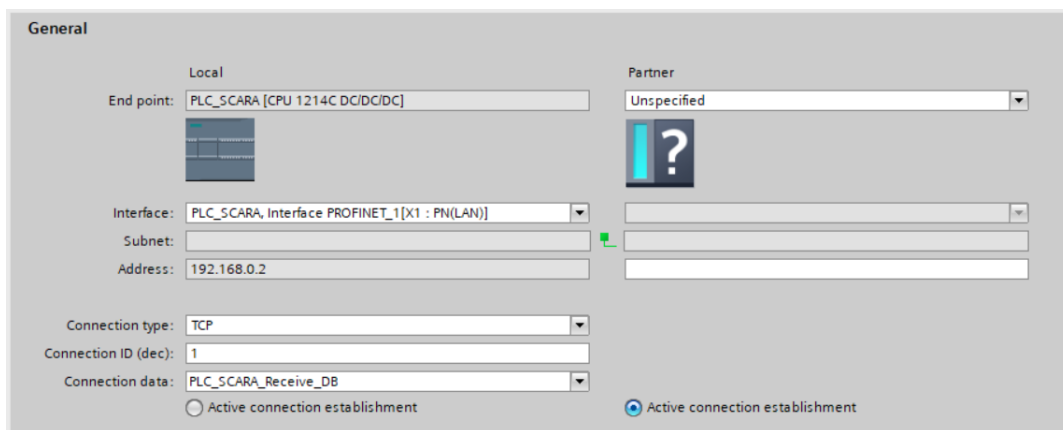 General
Local Partner
End point: PLC_SCARA [CPU 1214C DC/DC/DC] Unspecified
?
Interface: PLC_SCARA, Interface PROFINET_1[X1 : PN(LAN)]
Subnet:
Address: 192.168.0.2
Connection type: TCP
Connection ID (dec): 1
Connection data: PLC_SCARA_Receive_DB
Active connection establishment Active connection establishment